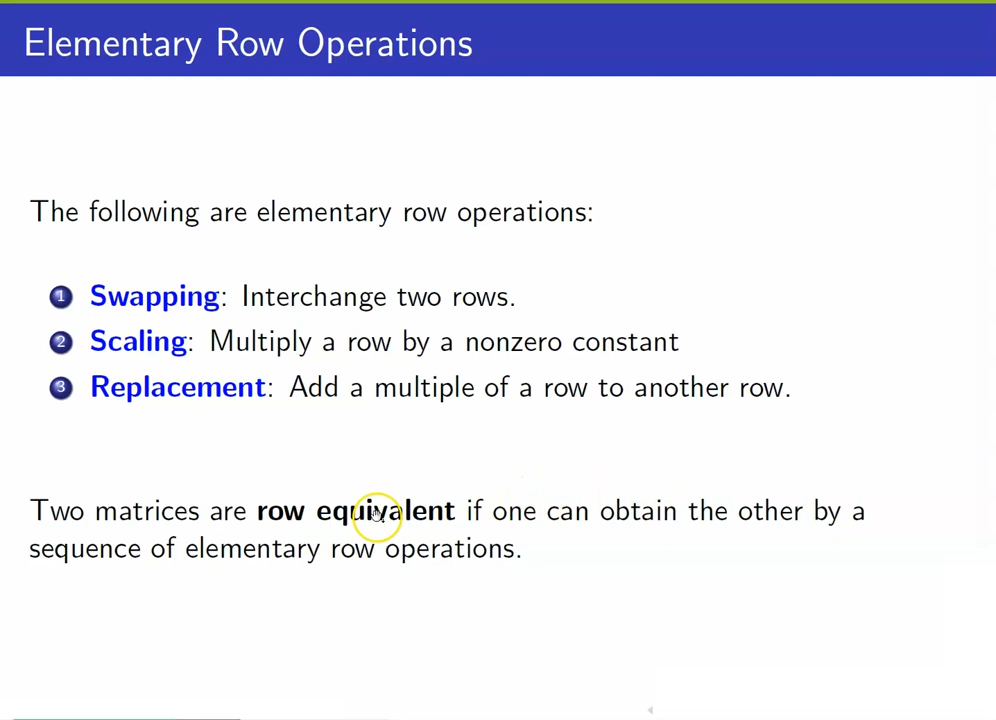 Elementary Row Operations
The following are elementary row operations:
1 Swapping: Interchange two rows.
2 Scaling: Multiply a row by a nonzero constant
3 Replacement: Add a multiple of a row to another row.
Two matrices are row equivalent if one can obtain the other by a
sequence of elementary row operations.